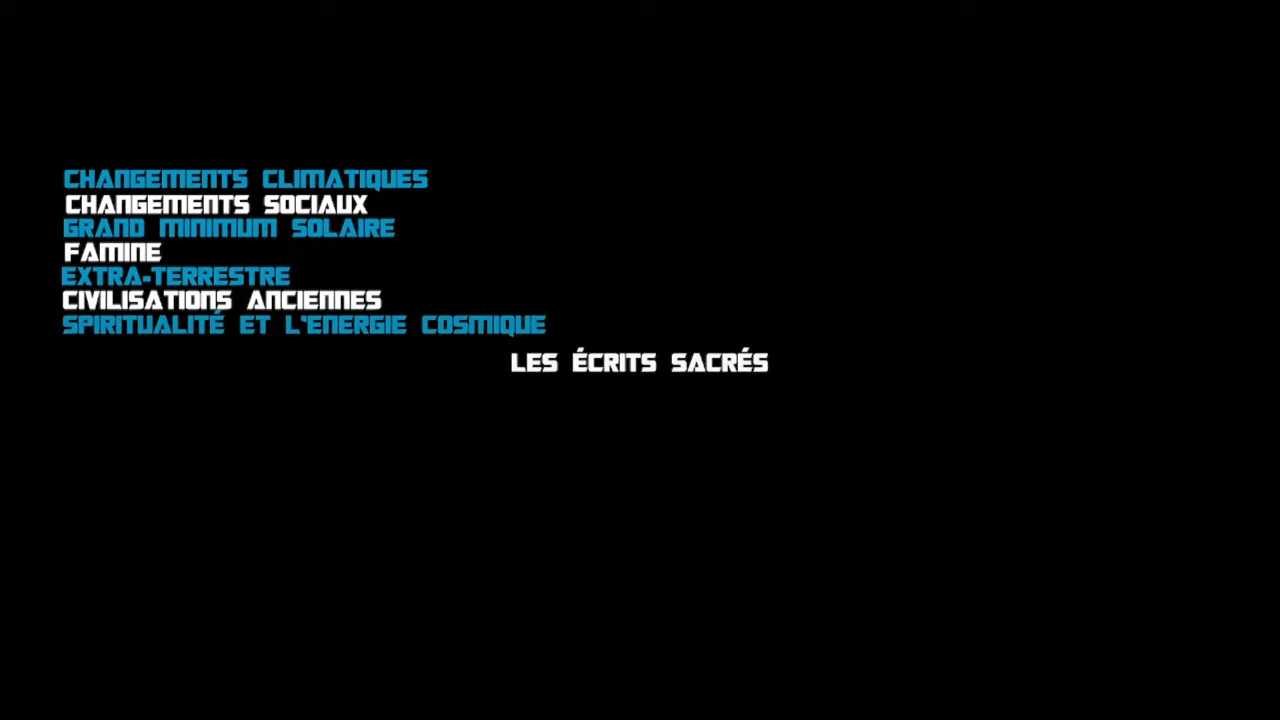 CHANGEMENTS CLIMATIQUES
CHANGEMENTS SOCIAUX
GRAND MINIMUM SOLAIRE
FAMINE
EXTRA-TERRESTRE
CIVILISATIONS ANCIENNES
SPIRITUALITÉ ET L'ENERGIE COSMIQUE
LES ÉCRITS SACRÉS